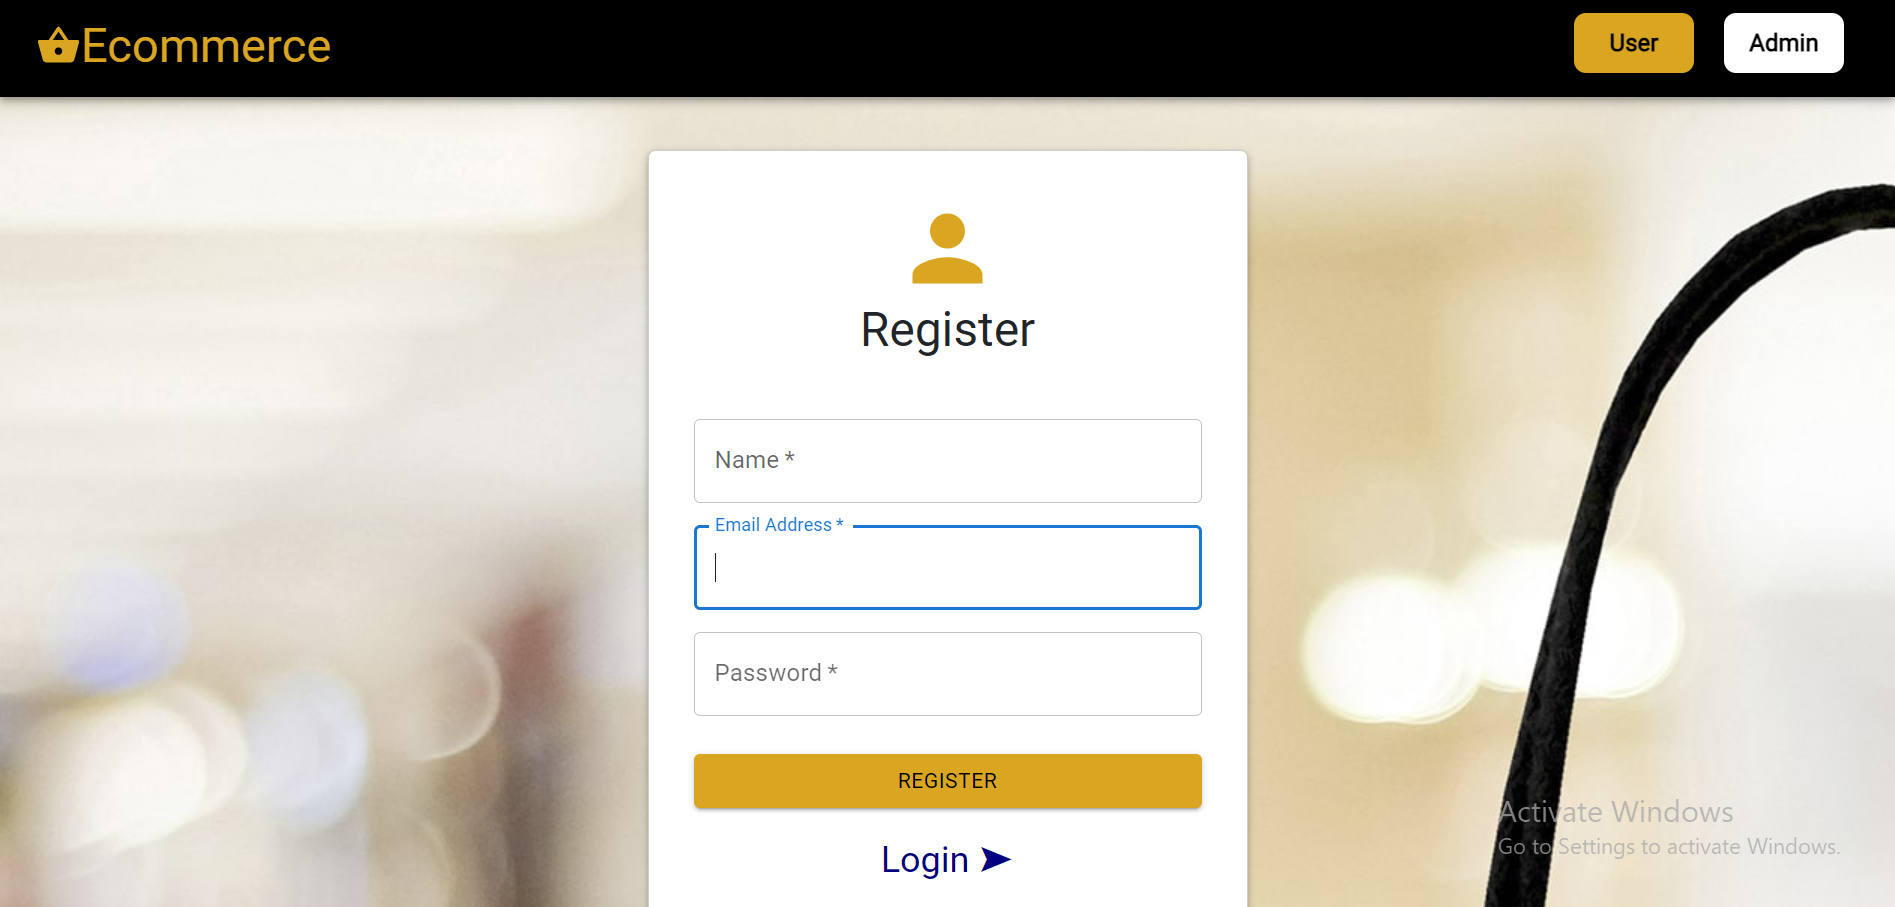 Ecommerce
User
Admin
Register
Name *
Email Address *
Password *
REGISTER
Login
Activate Windows
Go to Settings to activate Windows.